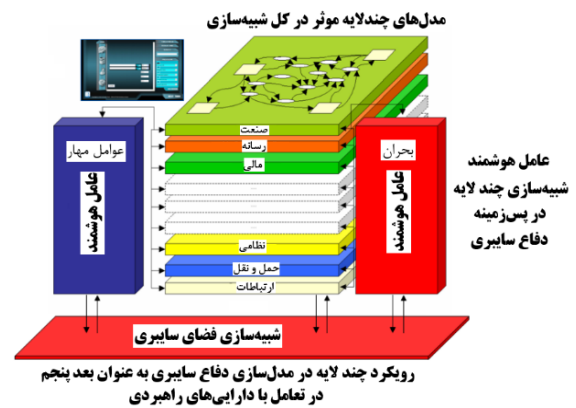 مدل‌های چندلایه موثر در کل شبیه‌سازی
صنعت
رسانه
مالی
...
...
...
نظامی
حمل و نقل
ارتباطات
بحران
عامل هوشمند
عوامل مهار
عامل هوشمند
عامل هوشمند
شبیه‌سازی چند لایه
در پس‌زمینه
دفاع سایبری
شبیه‌سازی فضای سایبری
رویکرد چند لایه در مدل‌سازی دفاع سایبری به عنوان بعد پنجم
در تعامل با دارایی‌های راهبردی